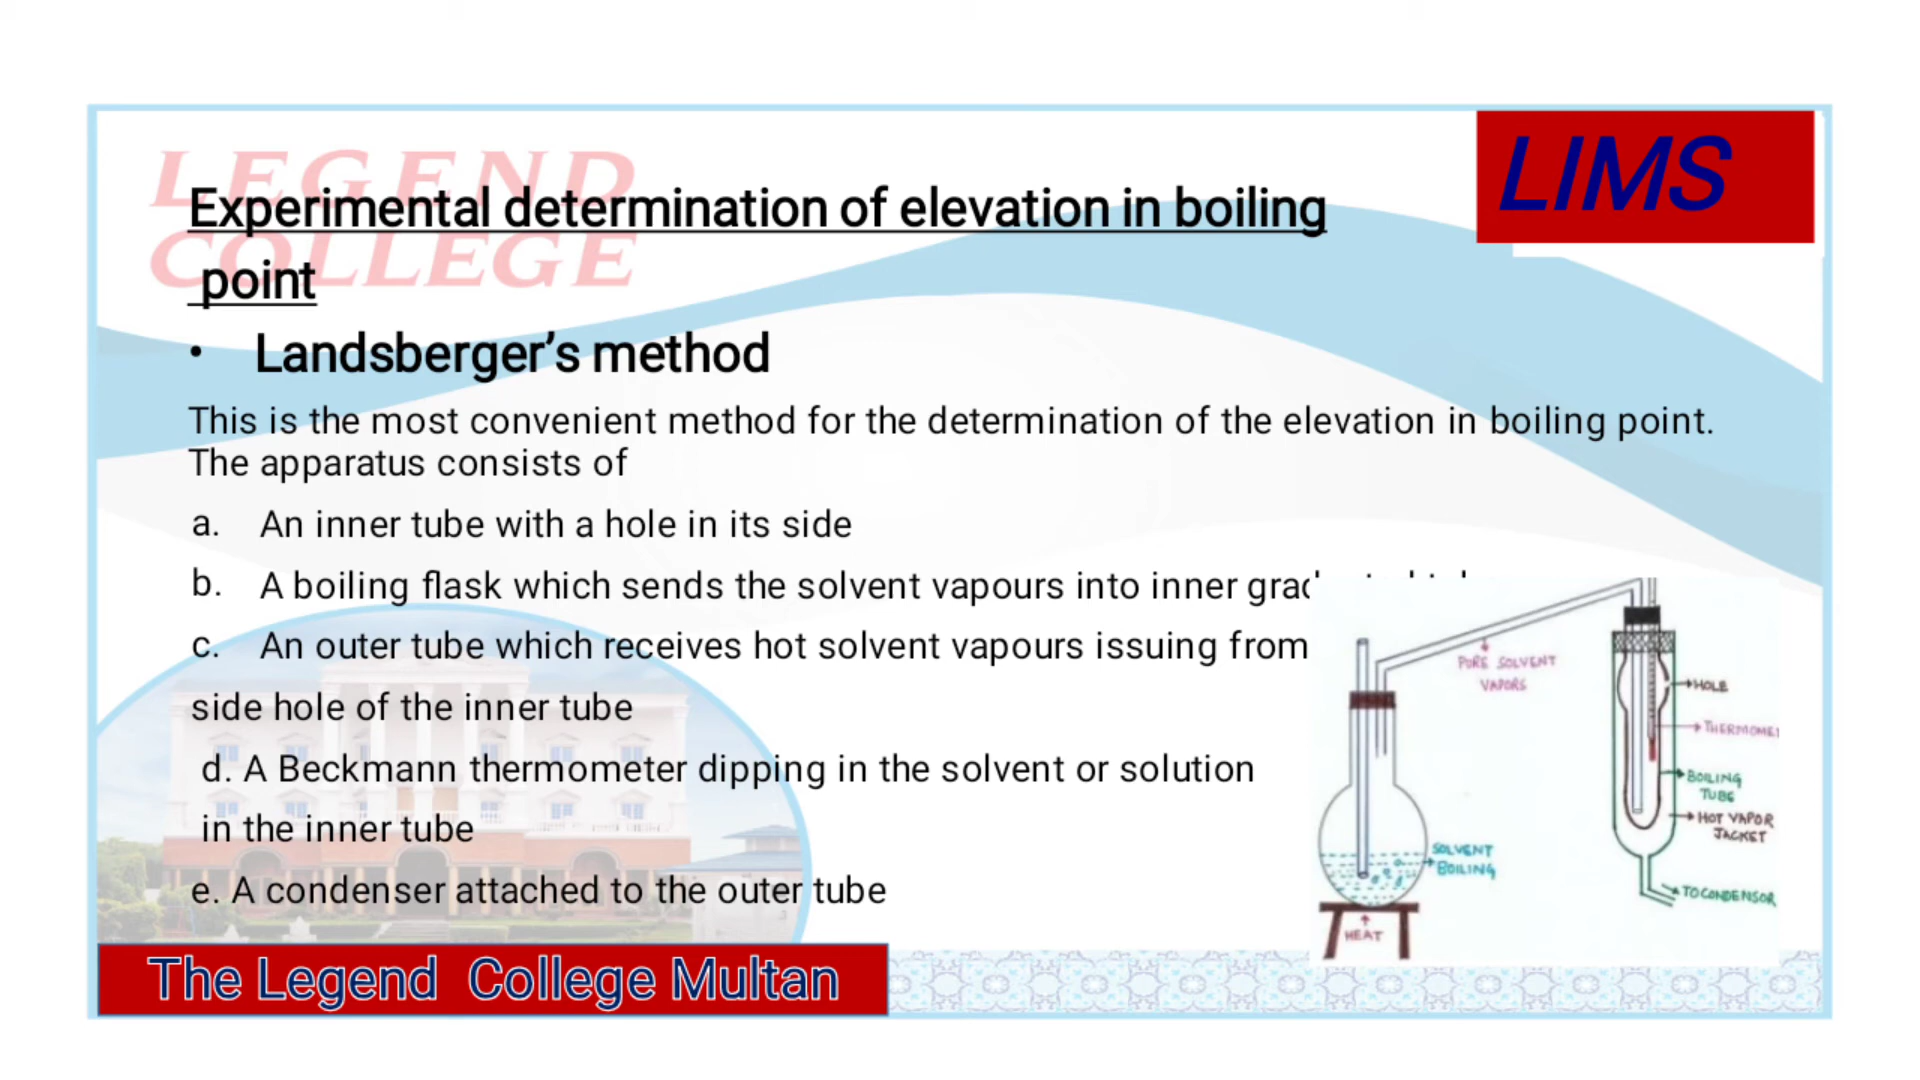 LEGEND
COLLEGE
LIMS
Experimental determination of elevation in boiling
point
• Landsberger’s method
This is the most convenient method for the determination of the elevation in boiling point.
The apparatus consists of
a. An inner tube with a hole in its side
b. A boiling flask which sends the solvent vapours into inner
c. An outer tube which receives hot solvent vapours issuing from
side hole of the inner tube
d. A Beckmann thermometer dipping in the solvent or solution
in the inner tube
e. A condenser attached to the outer tube
PURE SOLVENT
VAPORS
HOLE
THERMOME
BOILING
TUBE
HOT VAPOR
JACKET
SOLVENT
BOILING
TO CONDENSOR
HEAT
The Legend College Multan